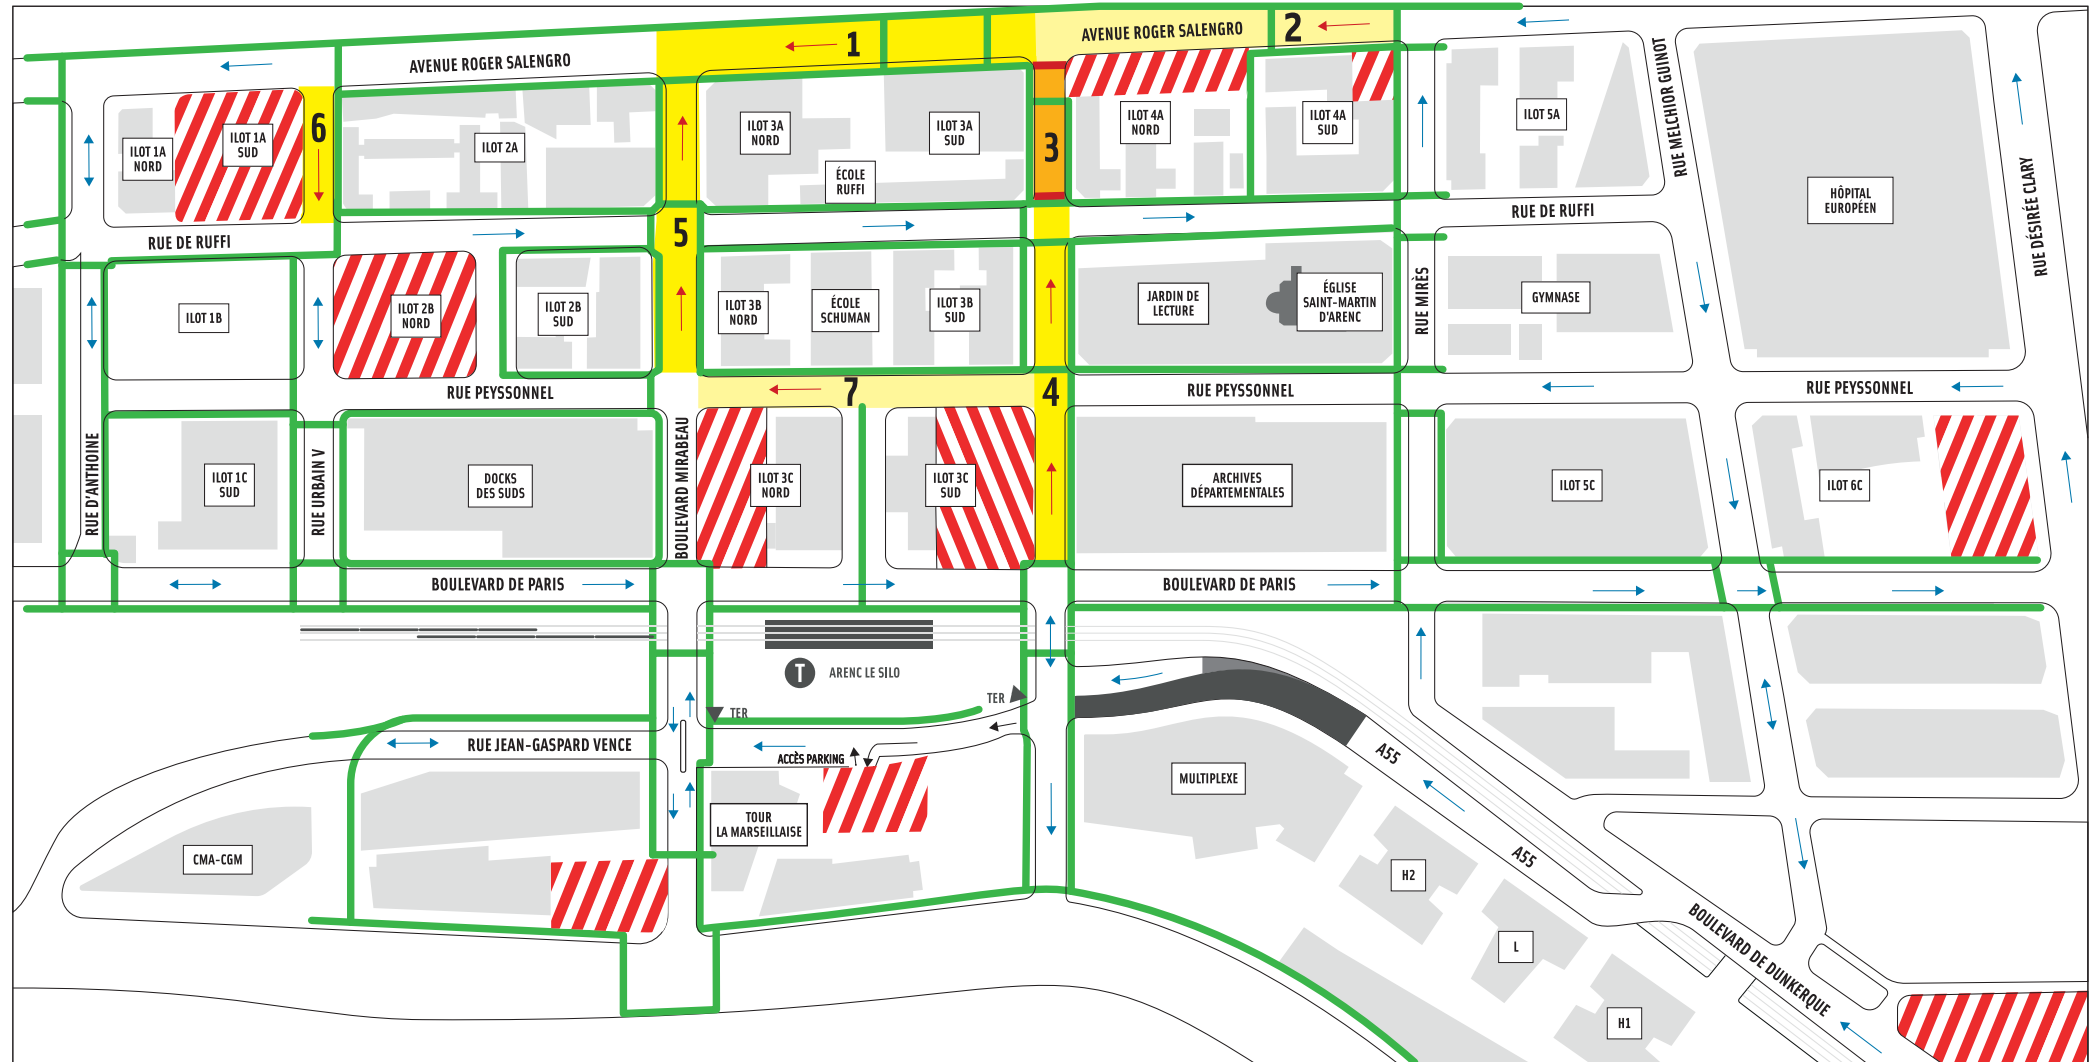 AVENUE ROGER SALENGRO
1
AVENUE ROGER SALENGRO
2
RUE MELCHIOR GUINOT
ILOT 1A
NORD
ILOT 1A
SUD
6
ILOT 2A
ILOT 3A
NORD
ILOT 3A
SUD
ÉCOLE
RUFFI
3
ILOT 4A
NORD
ILOT 4A
SUD
ILOT 5A
HÔPITAL
EUROPÉEN
RUE DÉSIRÉE CLARY
RUE DE RUFFI
5
RUE DE RUFFI
ILOT 1B
ILOT 2B
NORD
ILOT 2B
SUD
ILOT 3B
NORD
ÉCOLE
SCHUMAN
ILOT 3B
SUD
JARDIN DE
LECTURE
ÉGLISE
SAINT-MARTIN
D'ARENC
RUE MIRÈS
GYMNASE
RUE PEYSSONNEL
7
4
RUE PEYSSONNEL
RUE PEYSSONNEL
RUE D'ANTHOINE
ILOT 1C
SUD
RUE URBAIN V
DOCKS
DES SUDS
BOULEVARD MIRABEAU
ILOT 3C
NORD
ILOT 3C
SUD
ARCHIVES
DÉPARTEMENTALES
ILOT 5C
ILOT 6C
BOULEVARD DE PARIS
BOULEVARD DE PARIS
T
ARENC LE SILO
TER
TER
RUE JEAN-GASPARD VENCE
ACCÈS PARKING
A55
MULTIPLEXE
TOUR
LA MARSEILLAISE
CMA-CGM
A55
H2
BOULEVARD DE DUNKERQUE
L
H1